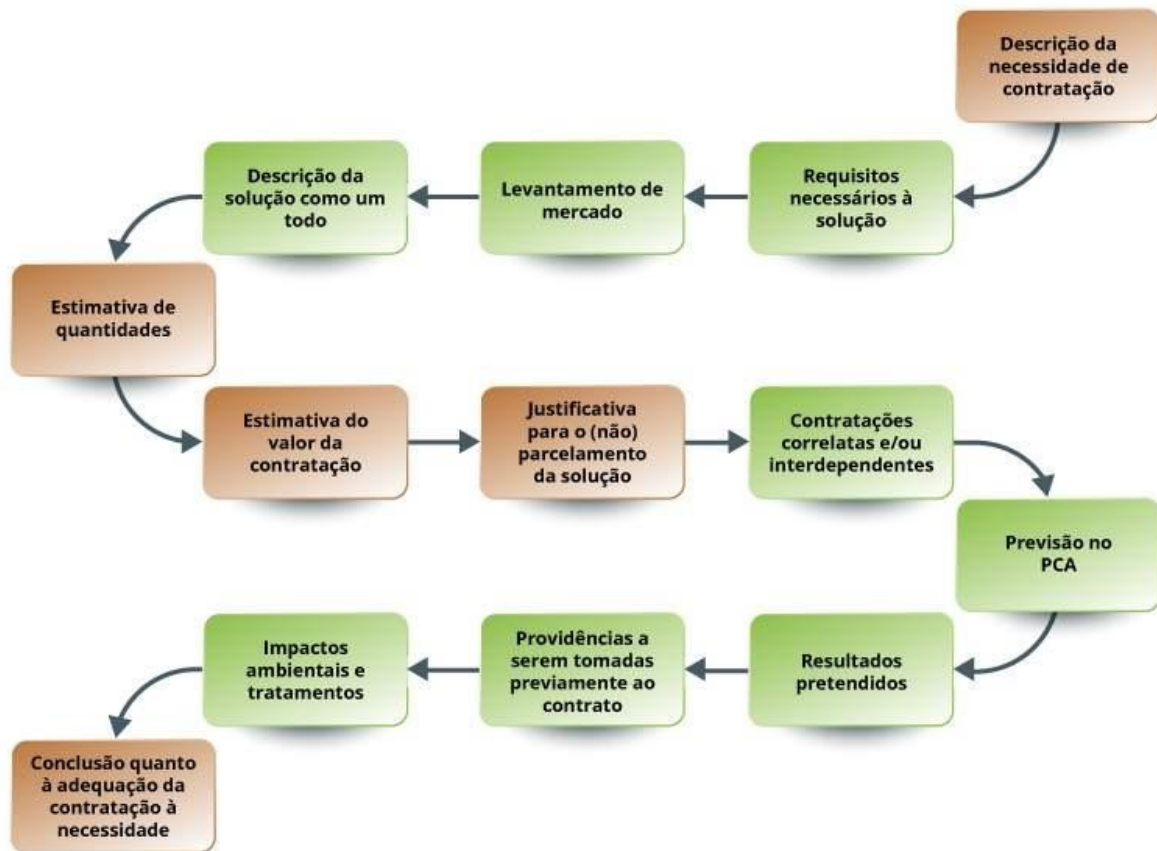 Descrição da
necessidade de
contratação
Requisitos
necessários à
solução
Levantamento de
mercado
Descrição da
solução como um
todo
Estimativa de
quantidades
Estimativa do
valor da
contratação
Justificativa
para o (não)
parcelamento
da solução
Contratações
correlatas e/ou
interdependentes
Previsão no
PCA
Resultados
pretendidos
Providências a
serem tomadas
previamente ao
contrato
Impactos
ambientais e
tratamentos
Conclusão quanto
à adequação da
contratação à
necessidade